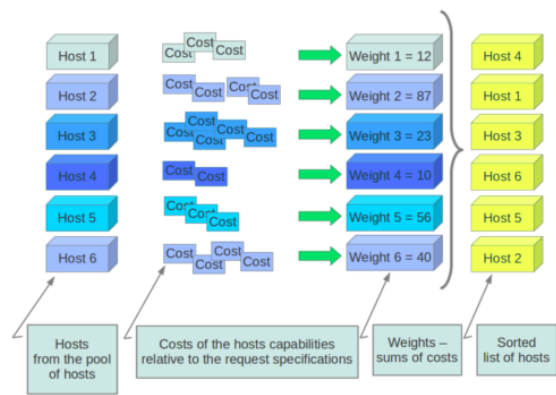 Host 1 Cost Cost Cost Weight 1 = 12 Host 4
Host 2 Cost Cost Cost Cost Weight 2 = 87 Host 1
Host 3 Cost Cost Cost Cost Cost Weight 3 = 23 Host 3
Host 4 Cost Cost Weight 4 = 10 Host 6
Host 5 Cost Cost Cost Weight 5 = 56 Host 5
Host 6 Cost Cost Cost Cost Weight 6 = 40 Host 2
Hosts
from the pool
of hosts
Costs of the hosts capabilities
relative to the request specifications
Weights –
sums of costs
Sorted
list of hosts